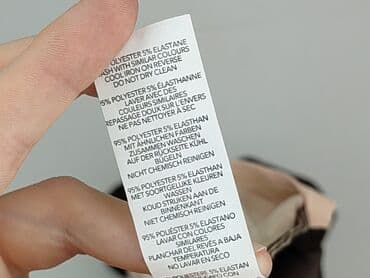 POLYESTER 5% ELASTANE
WASH WITH SIMILAR COLOURS
COOL IRON ON REVERSE
DO NOT DRY CLEAN
95% POLYESTER 5% ÉLASTHANNE
LAVER AVEC DES
COULEURS SIMILAIRES
REPASSAGE DOUX SUR L'ENVERS
NE PAS NETTOYER À SEC
95% POLYESTER 5% ELASTHAN
MIT ÄHNLICHEN FARBEN
ZUSAMMEN WASCHEN
AUF DER RÜCKSEITE KÜHL
BÜGELN
NICHT CHEMISCH REINIGEN
95% POLYESTER 5% ELASTHAN
MET SOORTGELIJKE KLEUREN
WASSEN
KOUD STRIJKEN AAN DE
BINNENKANT
NIET CHEMISCH REINIGEN
95% POLIÉSTER 5% ELASTANO
LAVAR CON COLORES
SIMILARES
PLANCHAR DEL REVÉS A BAJA
TEMPERATURA
NO LAVAR EN SECO
5% ELASTAN